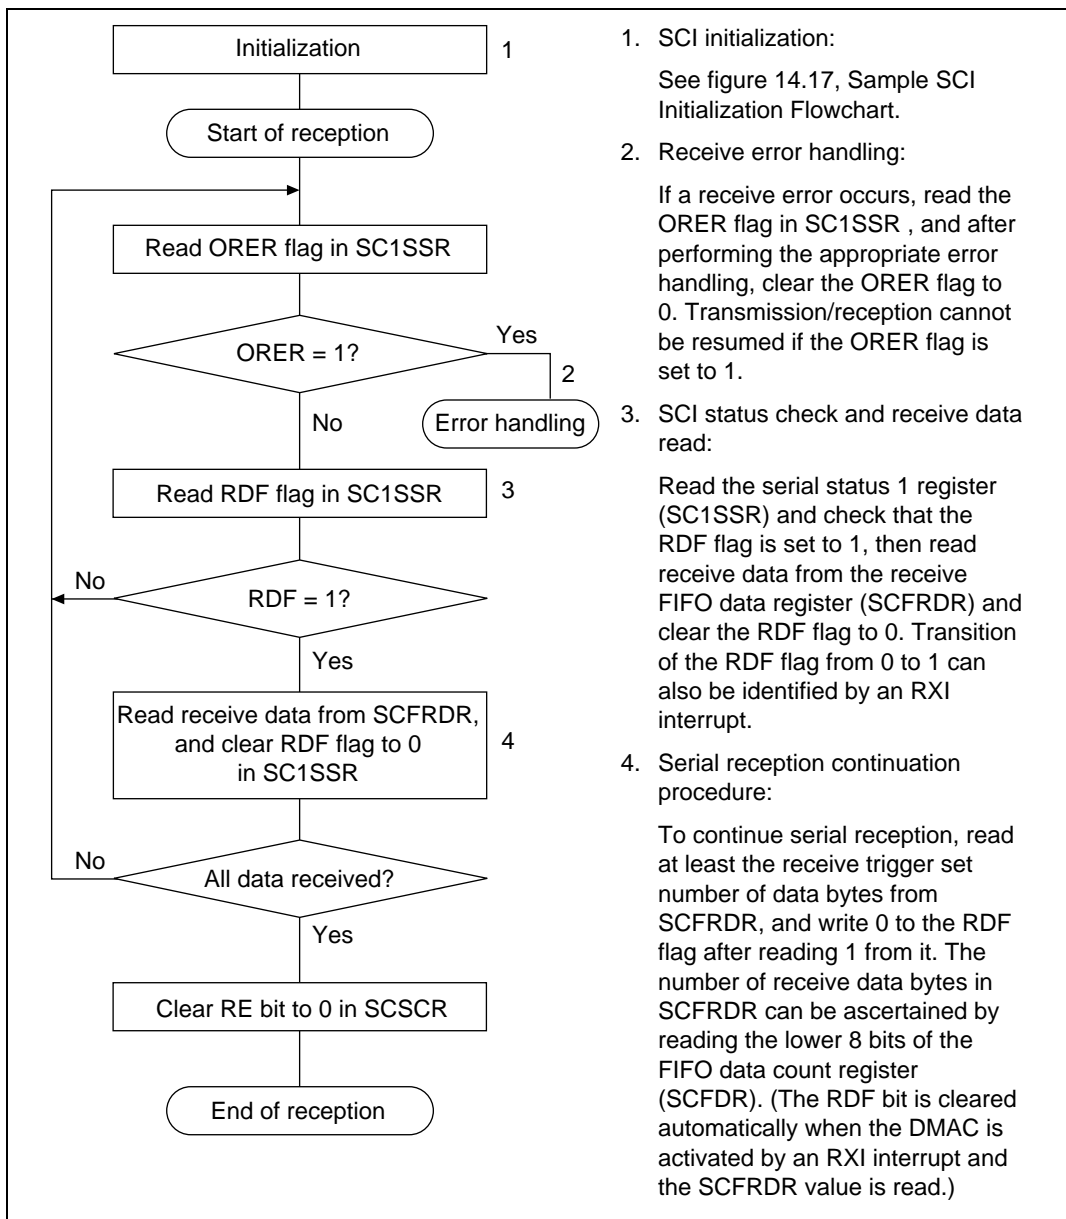 Initialization
1
Start of reception
Read ORER flag in SC1SSR
ORER = 1?
Yes
2
Error handling
No
Read RDF flag in SC1SSR
3
No
RDF = 1?
Yes
Read receive data from SCFRDR,
and clear RDF flag to 0
in SC1SSR
4
No
All data received?
Yes
Clear RE bit to 0 in SCSCR
End of reception
1. SCI initialization:
See figure 14.17, Sample SCI
Initialization Flowchart.
2. Receive error handling:
If a receive error occurs, read the
ORER flag in SC1SSR , and after
performing the appropriate error
handling, clear the ORER flag to
0. Transmission/reception cannot
be resumed if the ORER flag is
set to 1.
3. SCI status check and receive data
read:
Read the serial status 1 register
(SC1SSR) and check that the
RDF flag is set to 1, then read
receive data from the receive
FIFO data register (SCFRDR) and
clear the RDF flag to 0. Transition
of the RDF flag from 0 to 1 can
also be identified by an RXI
interrupt.
4. Serial reception continuation
procedure:
To continue serial reception, read
at least the receive trigger set
number of data bytes from
SCFRDR, and write 0 to the RDF
flag after reading 1 from it. The
number of receive data bytes in
SCFRDR can be ascertained by
reading the lower 8 bits of the
FIFO data count register
(SCFDR). (The RDF bit is cleared
automatically when the DMAC is
activated by an RXI interrupt and
the SCFRDR value is read.)